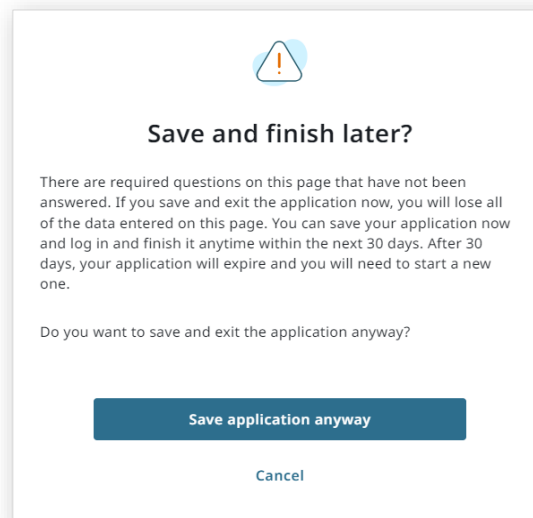 Save and finish later?
There are required questions on this page that have not been
answered. If you save and exit the application now, you will lose all
of the data entered on this page. You can save your application now
and log in and finish it anytime within the next 30 days. After 30
days, your application will expire and you will need to start a new
one.
Do you want to save and exit the application anyway?
Save application anyway
Cancel